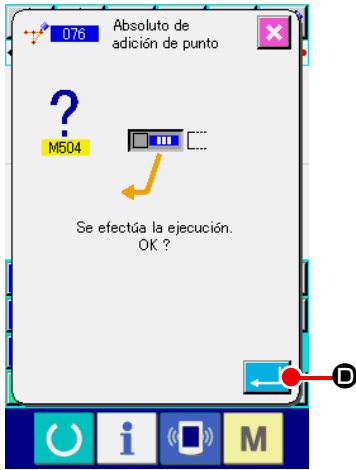 076
Absoluto de
adición de punto
?
M504
Se efectúa la ejecución.
OK ?
D
i
M